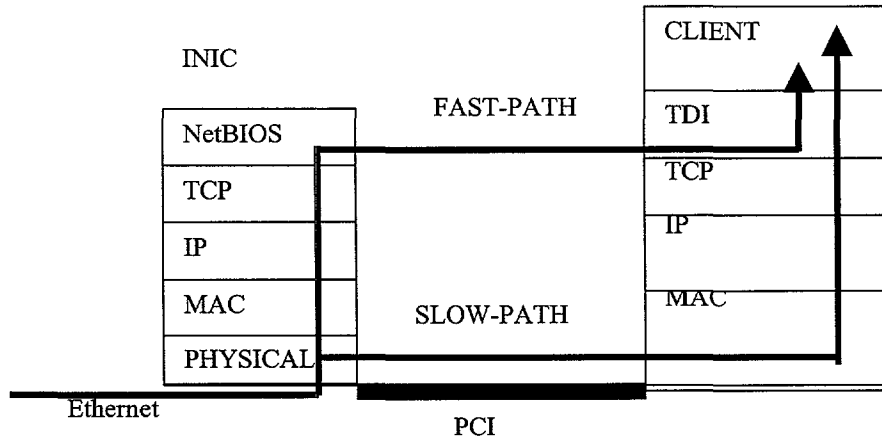 CLIENT
INIC
FAST-PATH
NetBIOS
TDI
TCP
TCP
IP
IP
MAC
MAC
SLOW-PATH
PHYSICAL
Ethernet
PCI